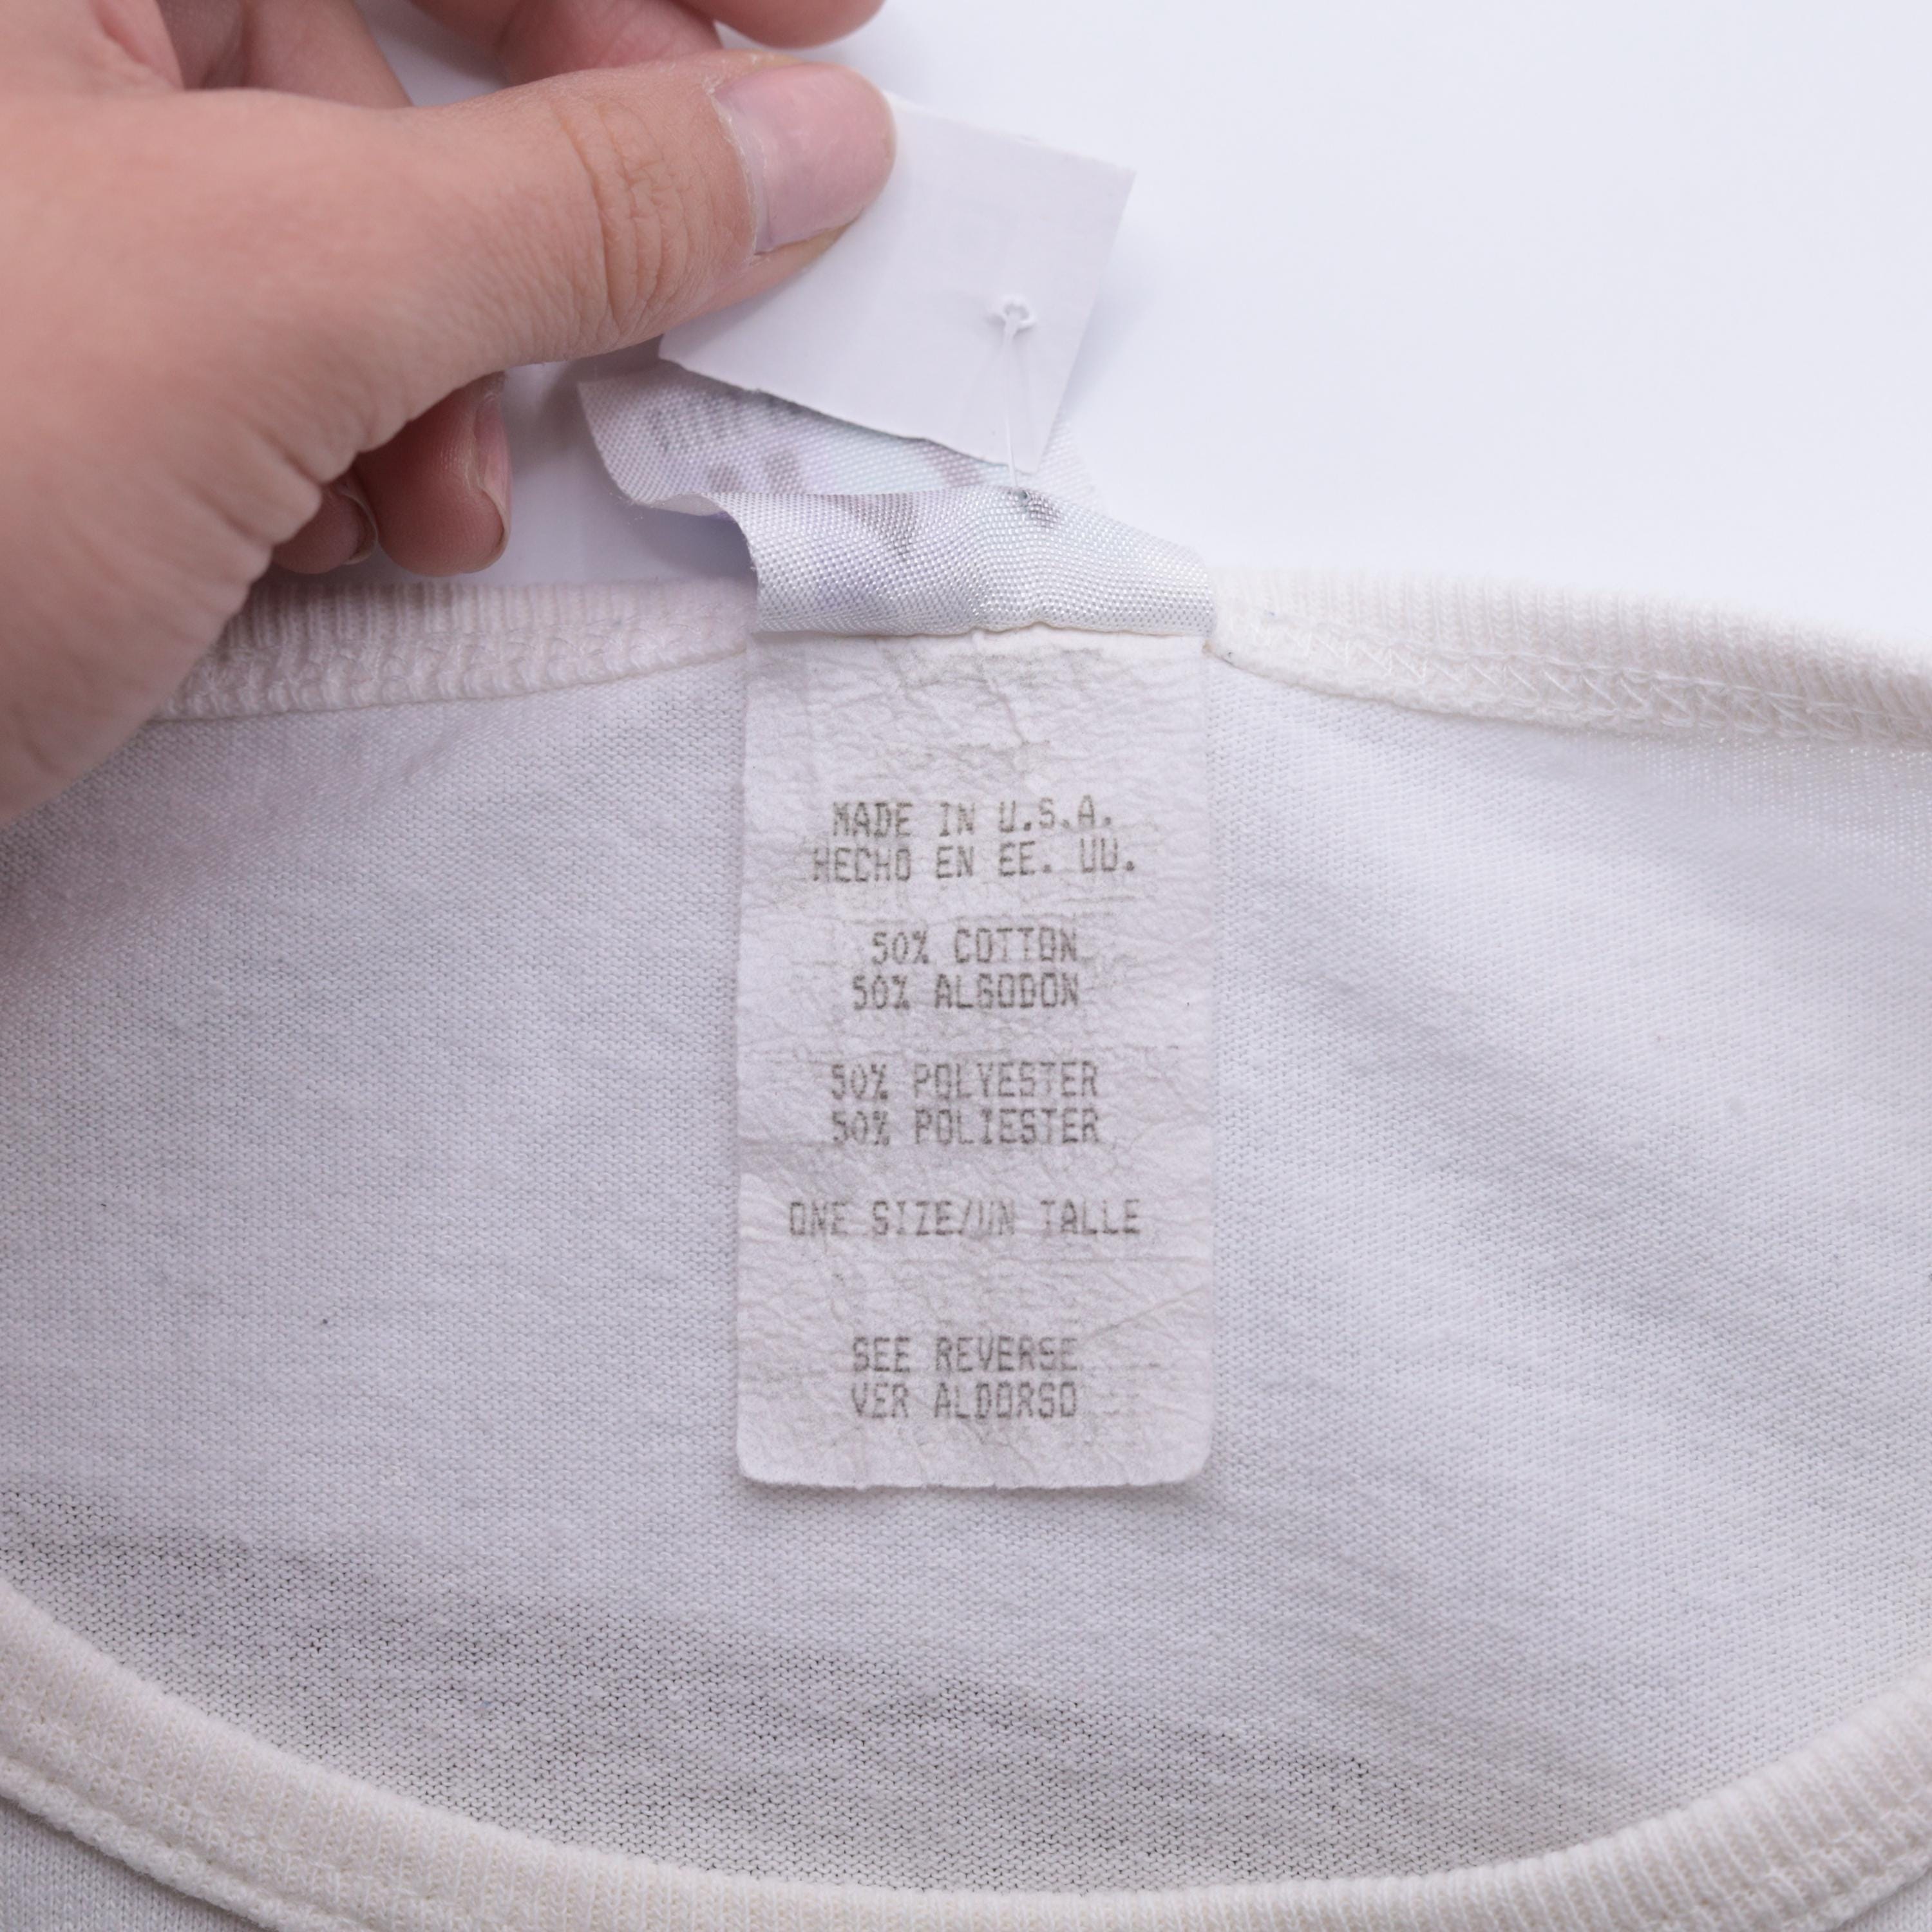 MADE IN U.S.A.
HECHO EN EE. UU.
50% COTTON
50% ALGODON
50% POLYESTER
50% POLIESTER
ONE SIZE/UN TALLE
SEE REVERSE
VER ALDORSO